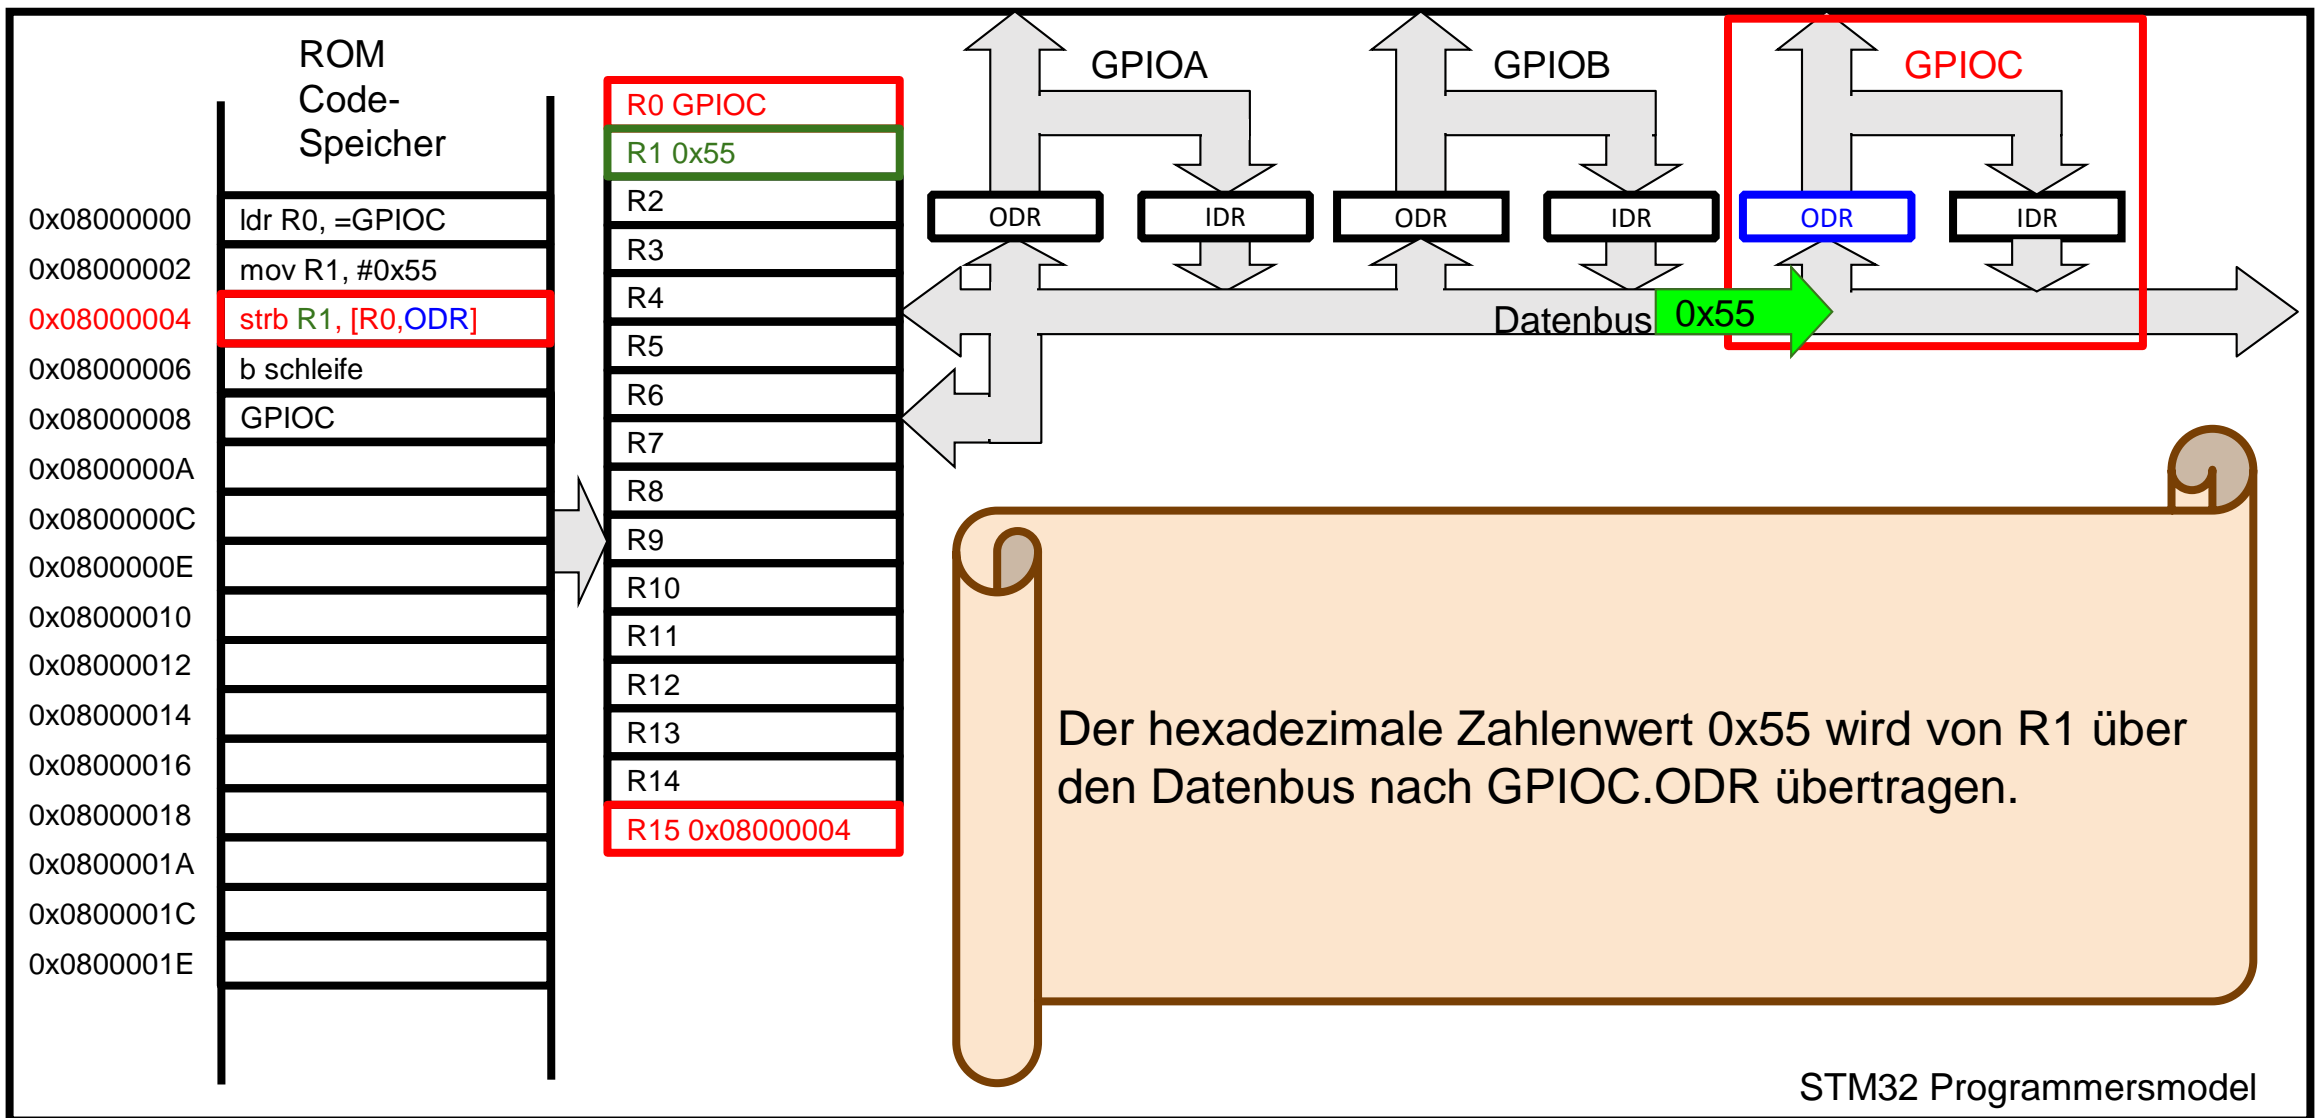 ROM
Code-
Speicher
0x08000000 ldr R0, =GPIOC
0x08000002 mov R1, #0x55
0x08000004 strb R1, [R0,ODR]
0x08000006 b schleife
0x08000008 GPIOC
0x0800000A
0x0800000C
0x0800000E
0x08000010
0x08000012
0x08000014
0x08000016
0x08000018
0x0800001A
0x0800001C
0x0800001E
R0 GPIOC
R1 0x55
R2
R3
R4
R5
R6
R7
R8
R9
R10
R11
R12
R13
R14
R15 0x08000004
GPIOA
GPIOB
GPIOC
ODR
IDR
ODR
IDR
ODR
IDR
Datenbus 0x55
Der hexadezimale Zahlenwert 0x55 wird von R1 über
den Datenbus nach GPIOC.ODR übertragen.
STM32 Programmersmodel